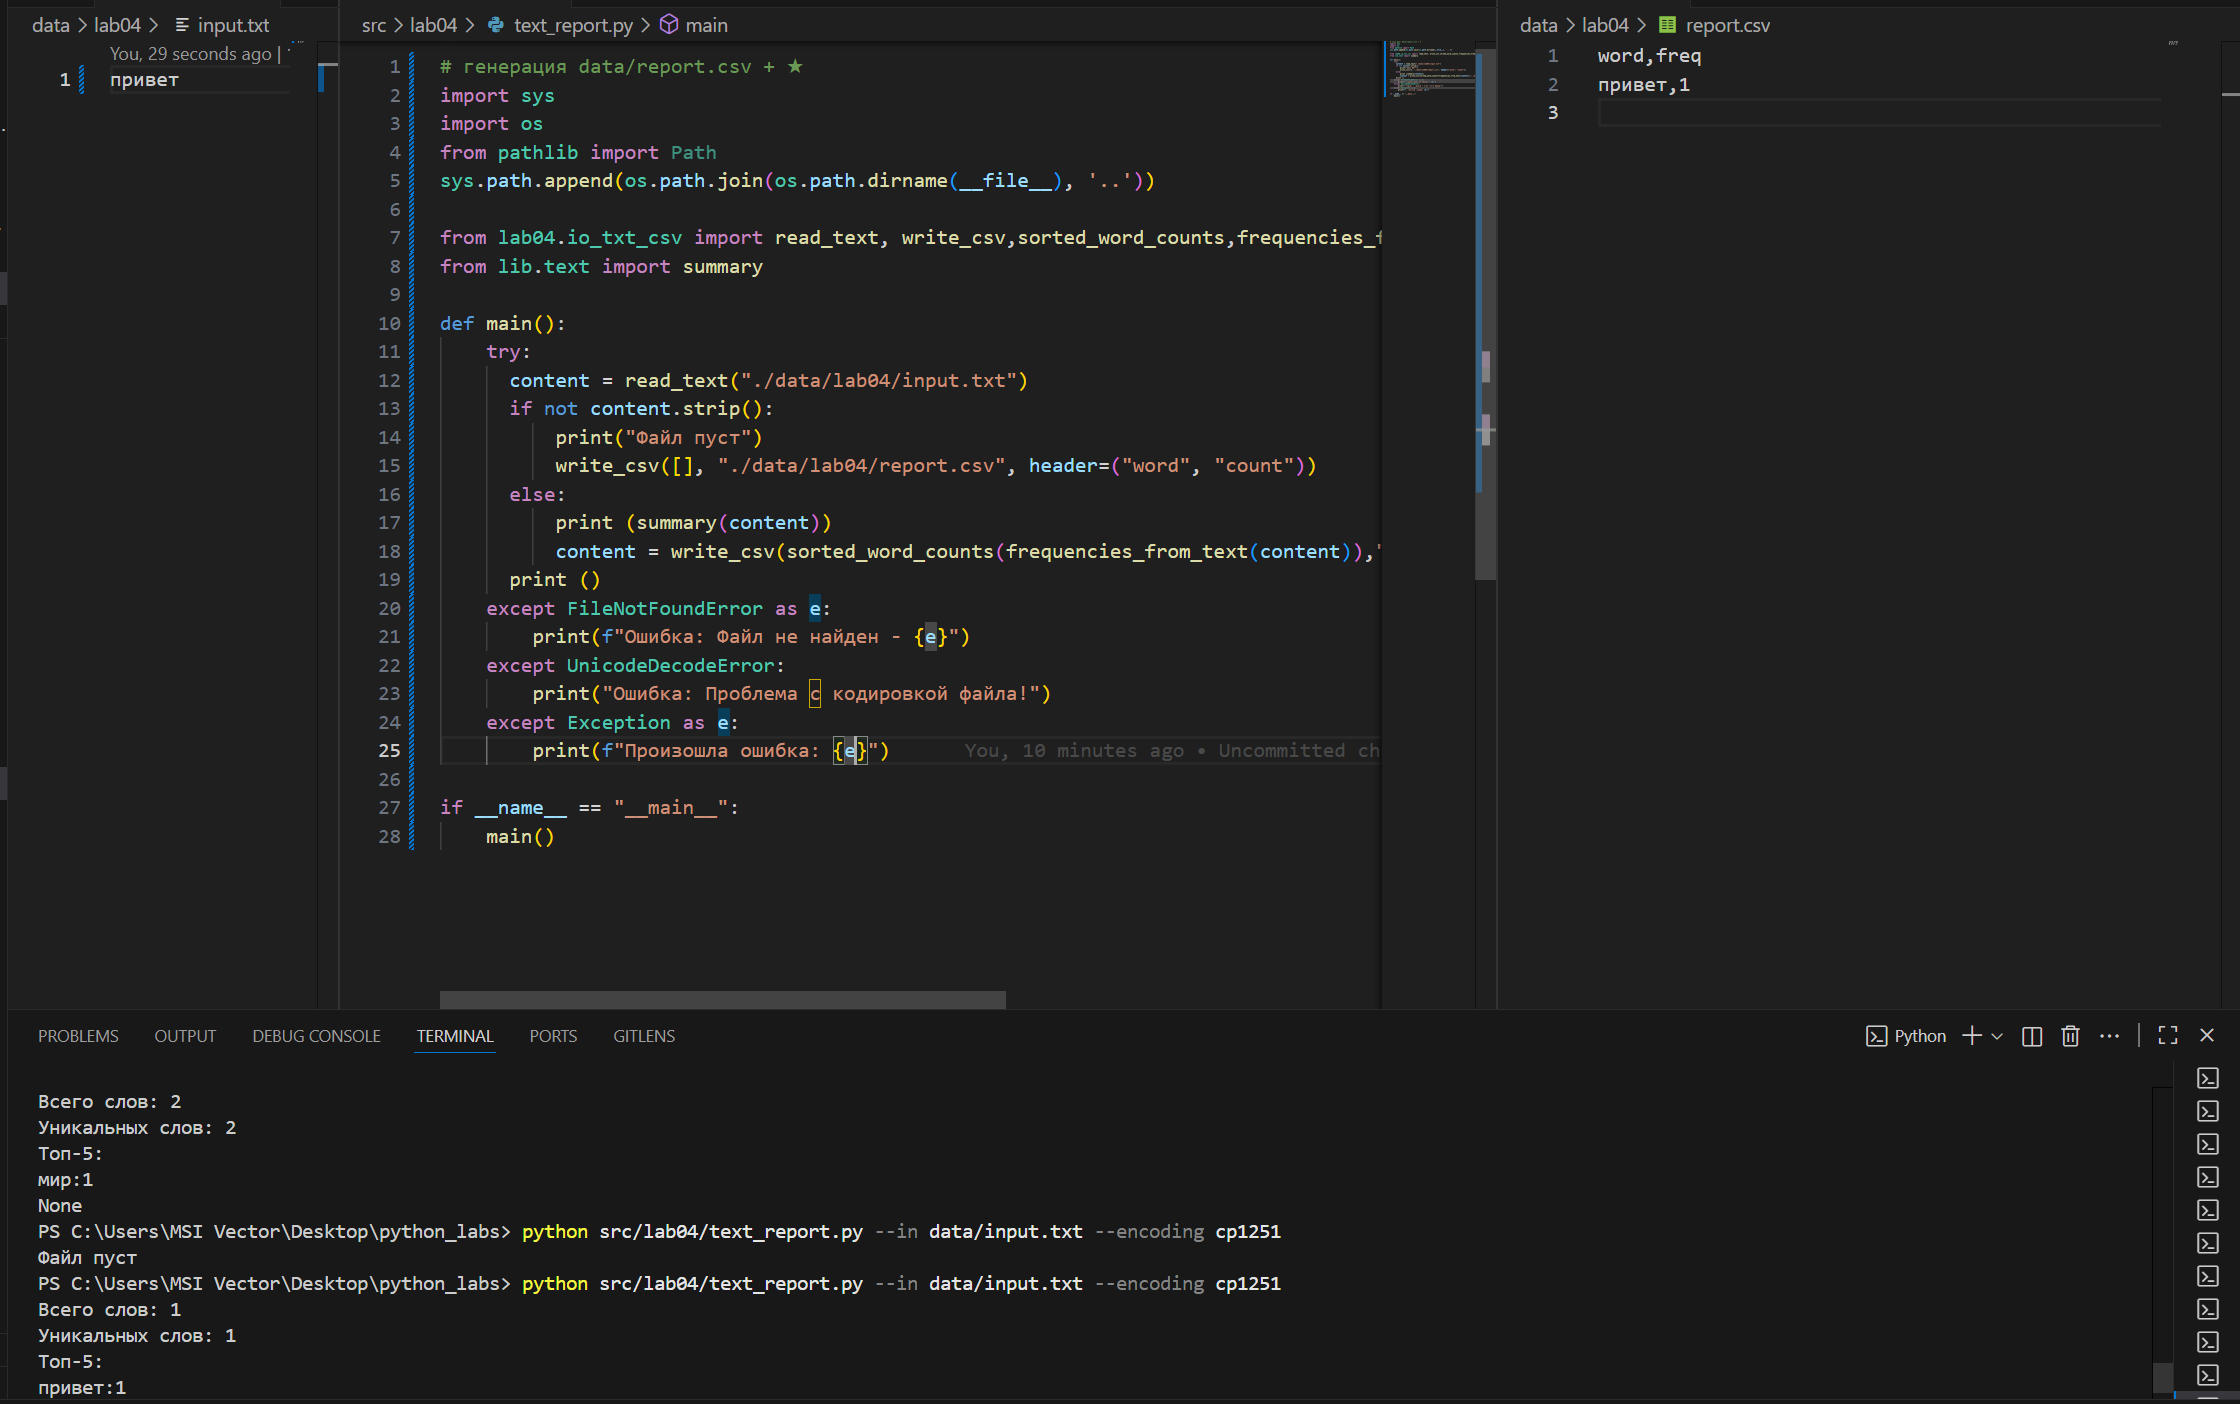 data > lab04 > input.txt
You, 29 seconds ago |
1 привет
src > lab04 > text_report.py > main
1 # генерация data/report.csv + ★
2 import sys
3 import os
4 from pathlib import Path
5 sys.path.append(os.path.join(os.path.dirname(__file__), '..'))
6
7 from lab04.io_txt_csv import read_text, write_csv,sorted_word_counts,frequencies_f
8 from lib.text import summary
9
10 def main():
11     try:
12       content = read_text("./data/lab04/input.txt")
13       if not content.strip():
14           print("Файл пуст")
15           write_csv([], "./data/lab04/report.csv", header=("word", "count"))
16       else:
17           print (summary(content))
18           content = write_csv(sorted_word_counts(frequencies_from_text(content)),"
19       print ()
20     except FileNotFoundError as e:
21         print(f"Ошибка: Файл не найден - {e}")
22     except UnicodeDecodeError:
23         print("Ошибка: Проблема с кодировкой файла!")
24     except Exception as e:
25         print(f"Произошла ошибка: {e}") You, 10 minutes ago • Uncommitted ch
26
27 if __name__ == "__main__":
28     main()
data > lab04 > report.csv
1 word,freq
2 привет,1
3
PROBLEMS OUTPUT DEBUG CONSOLE TERMINAL PORTS GITLENS Python
Всего слов: 2
Уникальных слов: 2
Топ-5:
мир:1
None
PS C:\Users\MSI Vector\Desktop\python_labs> python src/lab04/text_report.py --in data/input.txt --encoding cp1251
Файл пуст
PS C:\Users\MSI Vector\Desktop\python_labs> python src/lab04/text_report.py --in data/input.txt --encoding cp1251
Всего слов: 1
Уникальных слов: 1
Топ-5:
привет:1